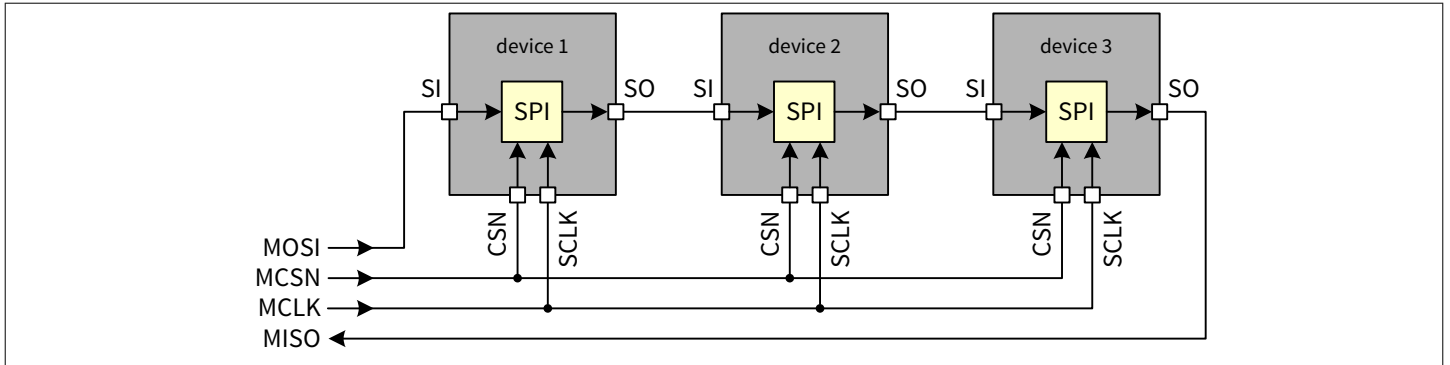 device 1
device 2
device 3
SI
SO
SI
SO
SI
SO
SPI
SPI
SPI
CSN
SCLK
CSN
SCLK
CSN
SCLK
MOSI
MCSN
MCLK
MISO